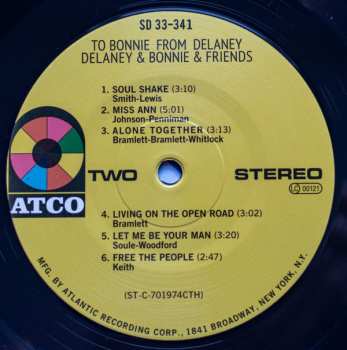 SD 33-341
TO BONNIE FROM DELANEY
DELANEY & BONNIE & FRIENDS
1. SOUL SHAKE (3:10)
Smith-Lewis
2. MISS ANN (5:01)
Johnson-Penniman
3. ALONE TOGETHER (3:13)
Bramlett-Bramlett-Whitlock
ATCO
TWO
STEREO
LC 00121
4. LIVING ON THE OPEN ROAD (3:02)
Bramlett
5. LET ME BE YOUR MAN (3:20)
Soule-Woodford
6. FREE THE PEOPLE (2:47)
Keith
(ST-C-701974CTH)
MFG. BY ATLANTIC RECORDING CORP., 1841 BROADWAY, NEW YORK, N.Y.